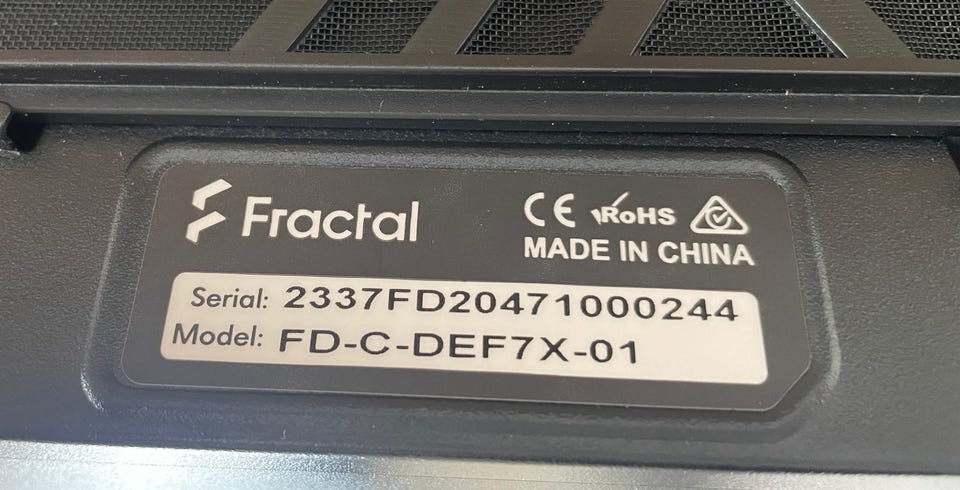 Fractal
CE RoHS
MADE IN CHINA
Serial: 2337FD20471000244
Model: FD-C-DEF7X-01